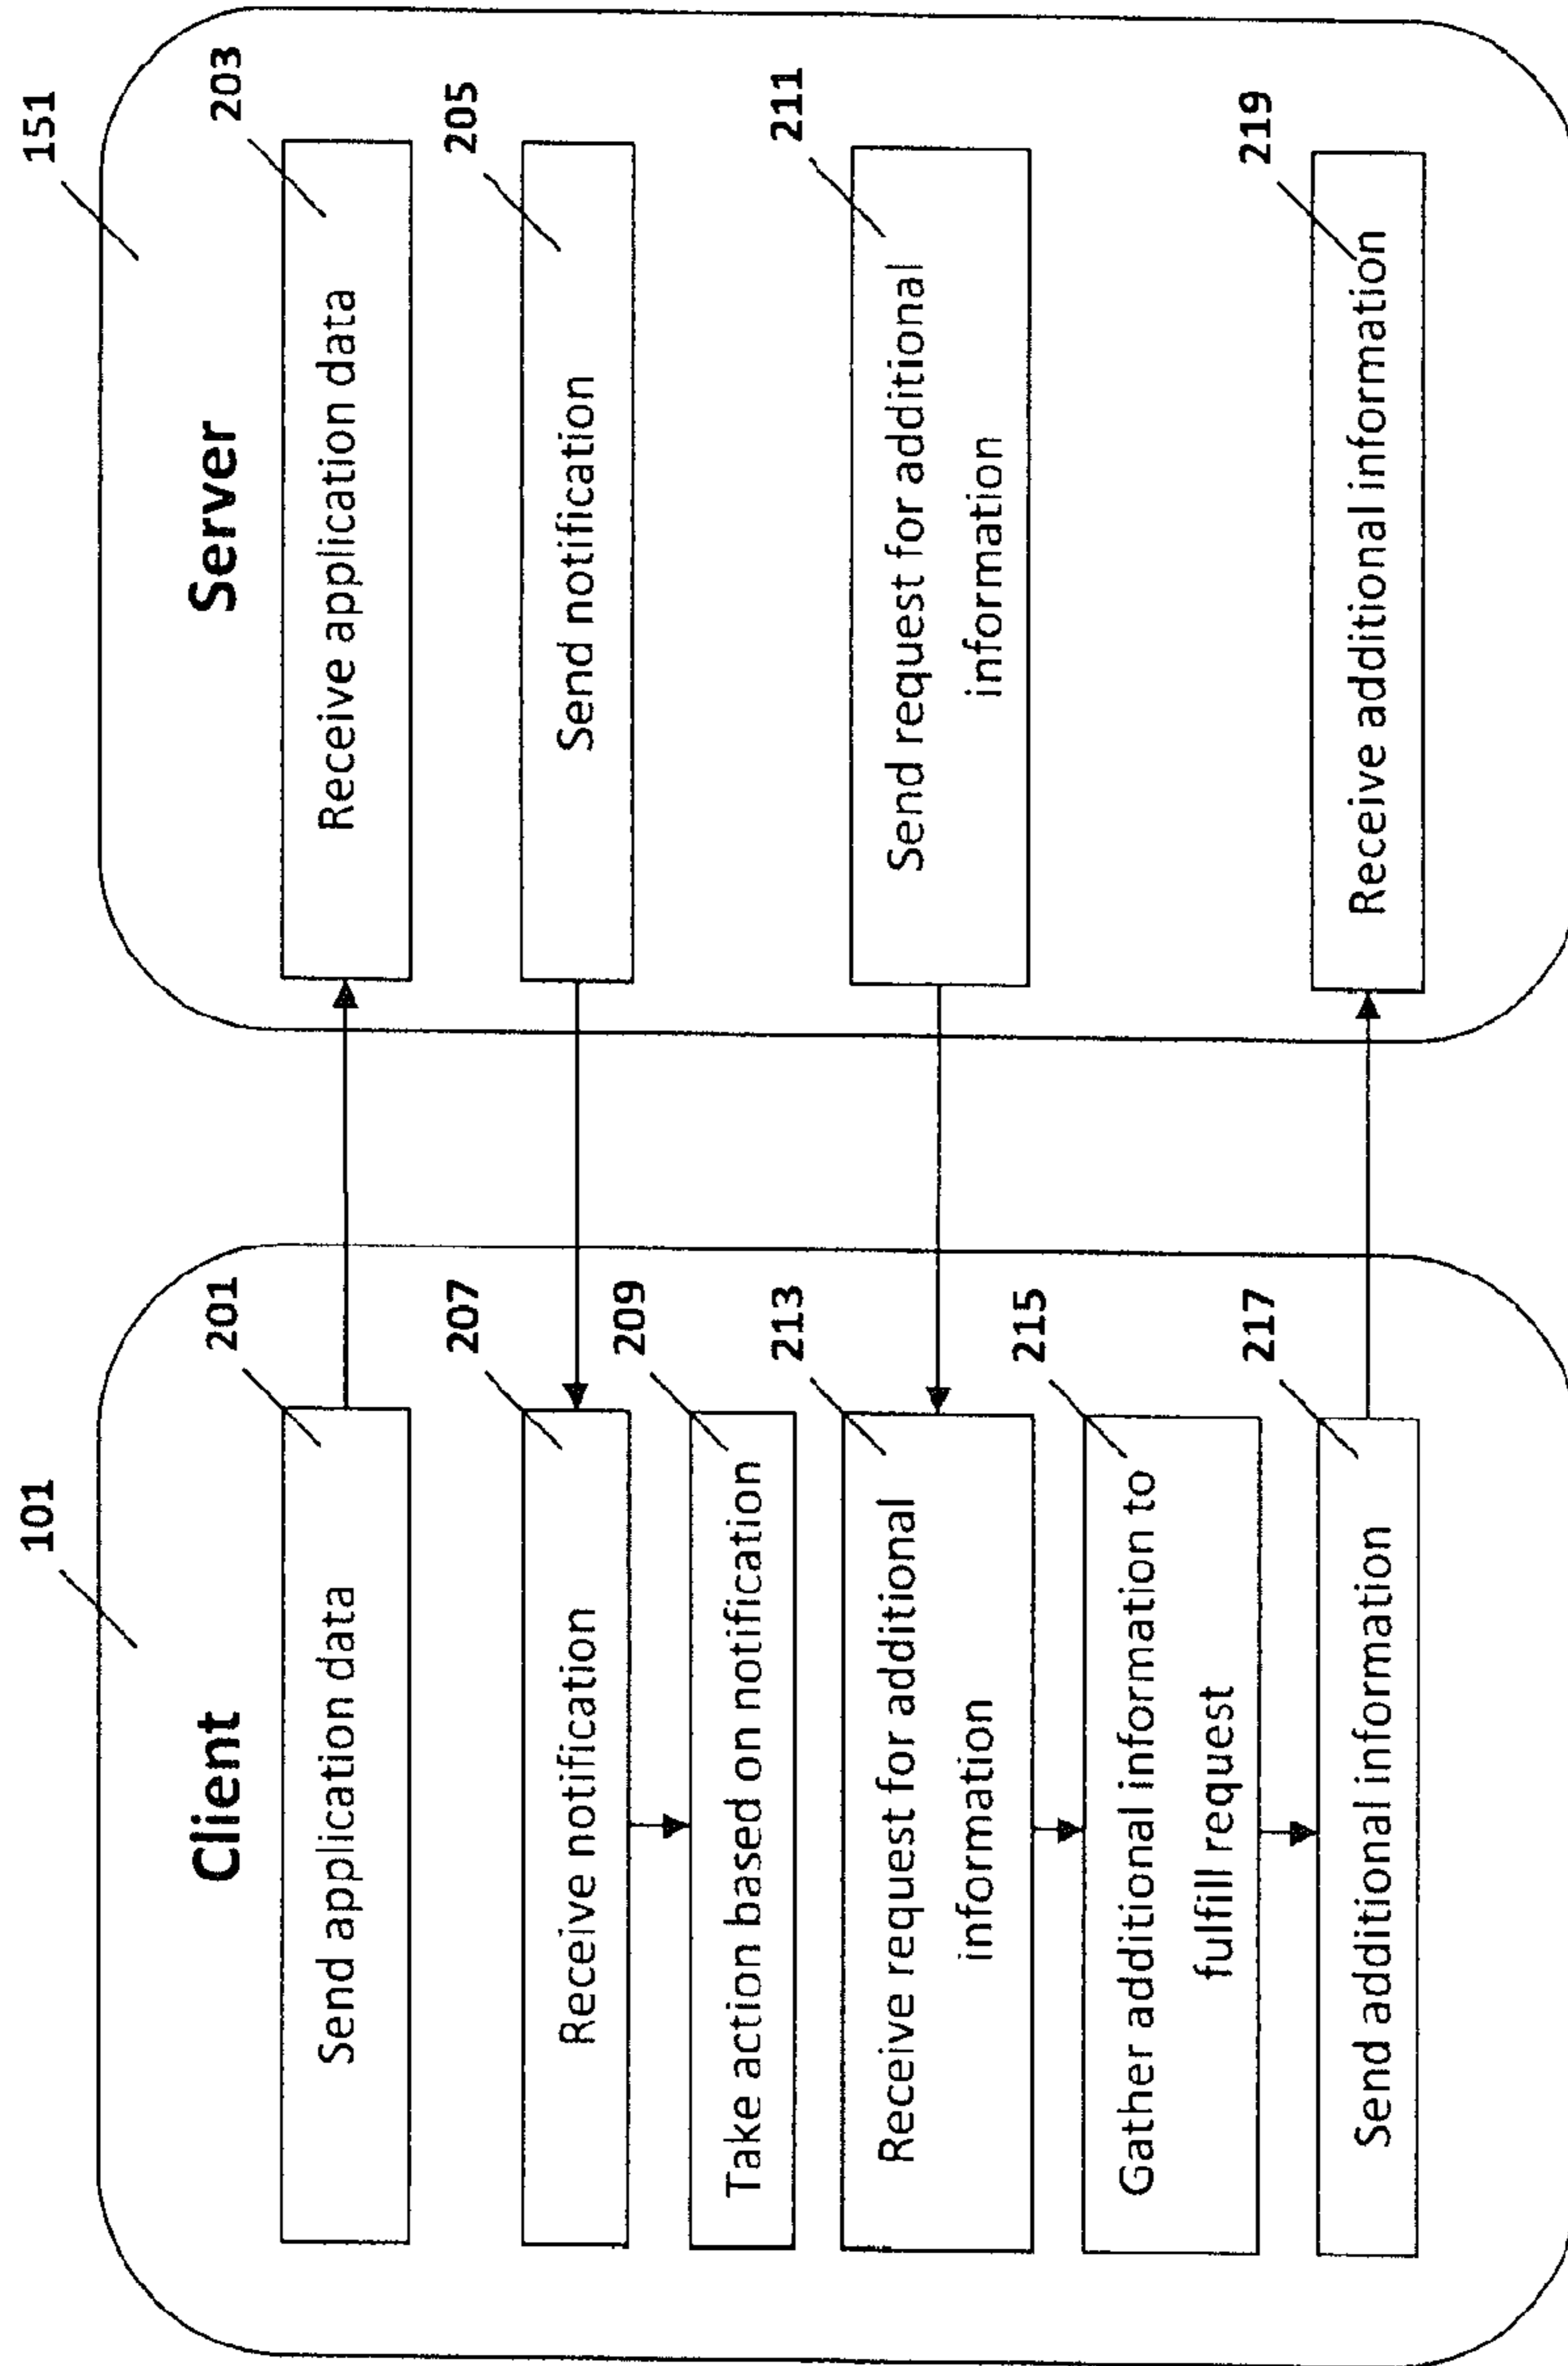 101
Client
201
Send application data
207
Receive notification
209
Take action based on notification
213
Receive request for additional
information
215
Gather additional information to
fulfill request
217
Send additional information
151
Server
203
Receive application data
205
Send notification
211
Send request for additional
information
219
Receive additional information